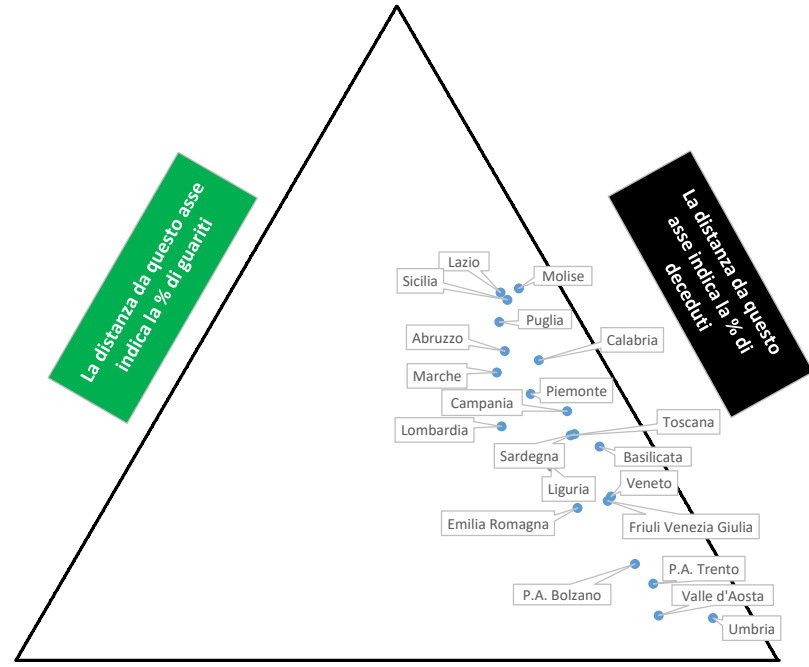 La distanza da questo asse
indica la % di guariti
La distanza da questo
asse indica la % di
deceduti
Lazio
Molise
Sicilia
Puglia
Abruzzo
Calabria
Marche
Piemonte
Campania
Lombardia
Toscana
Sardegna
Basilicata
Liguria
Veneto
Emilia Romagna
Friuli Venezia Giulia
P.A. Trento
P.A. Bolzano
Valle d'Aosta
Umbria